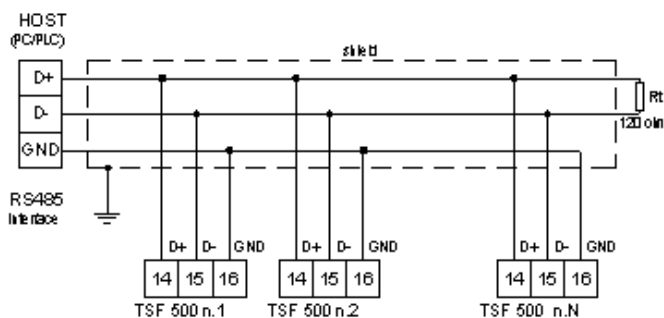 HOST
(PC/PLC)
shield
D+
D-
GND
Rt
120 ohm
RS485
Interface
D+ D- GND
D+ D- GND
D+ D- GND
14 15 16
14 15 16
14 15 16
TSF 500 n.1
TSF 500 n.2
TSF 500 n.N